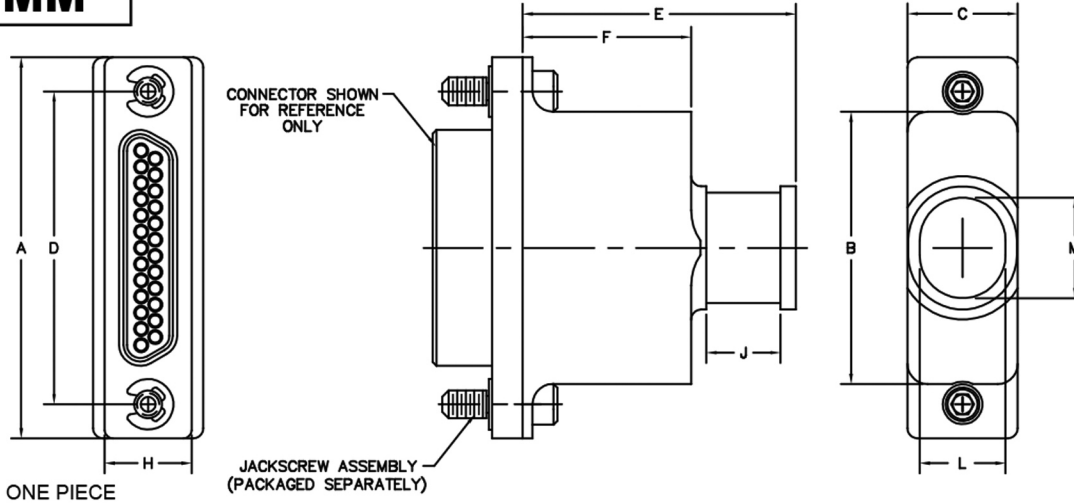 MM
E
F
C
CONNECTOR SHOWN
FOR REFERENCE
ONLY
A
D
B
M
J
H
L
JACKSCREW ASSEMBLY
(PACKAGED SEPARATELY)
ONE PIECE